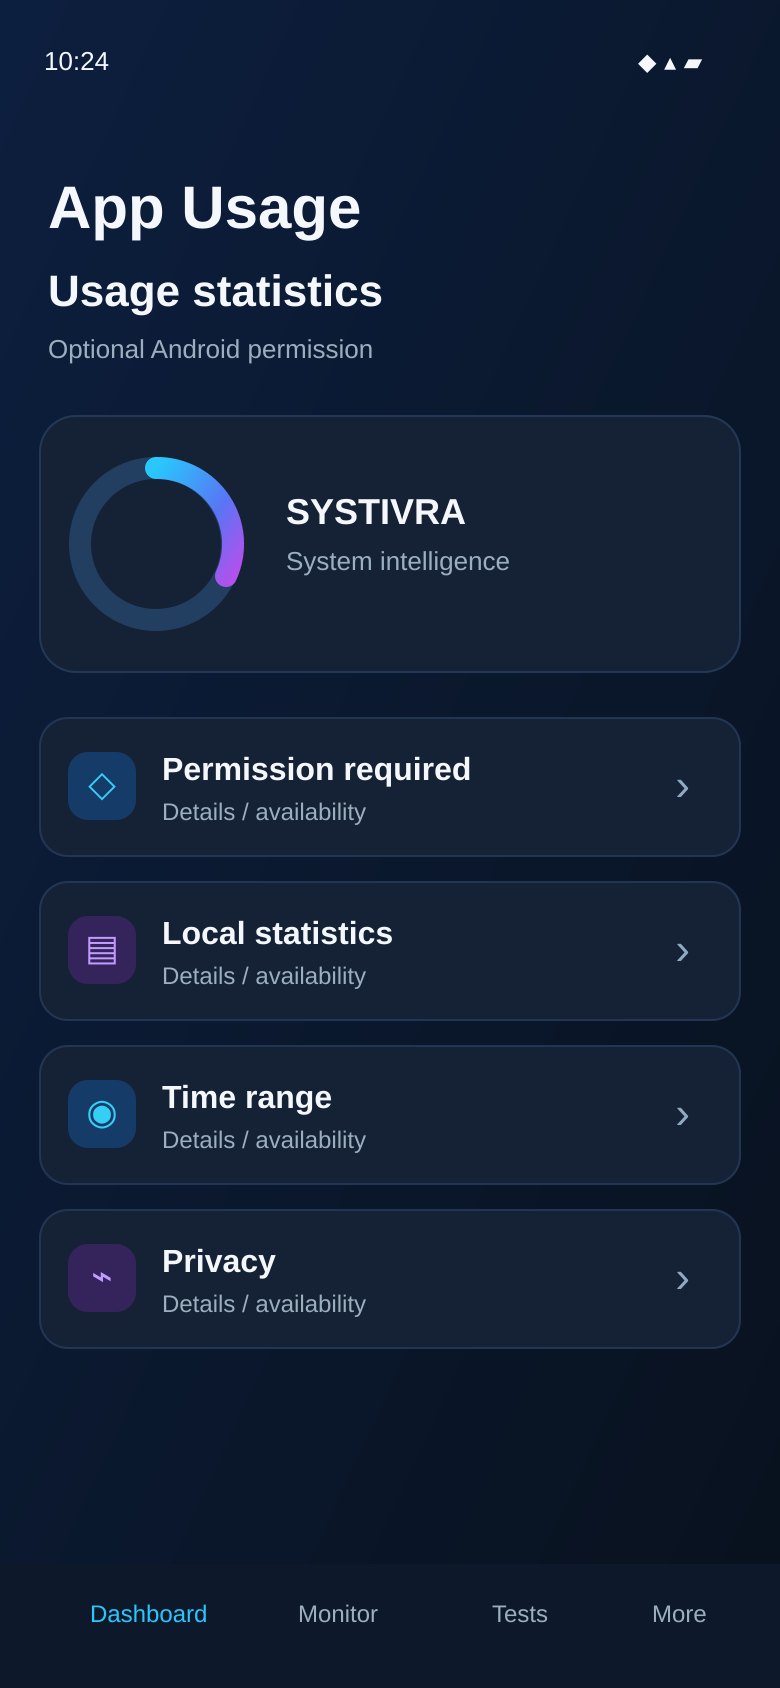 10:24
App Usage
Usage statistics
Optional Android permission
SYSTIVRA
System intelligence
Permission required
Details / availability
Local statistics
Details / availability
Time range
Details / availability
Privacy
Details / availability
Dashboard Monitor Tests More